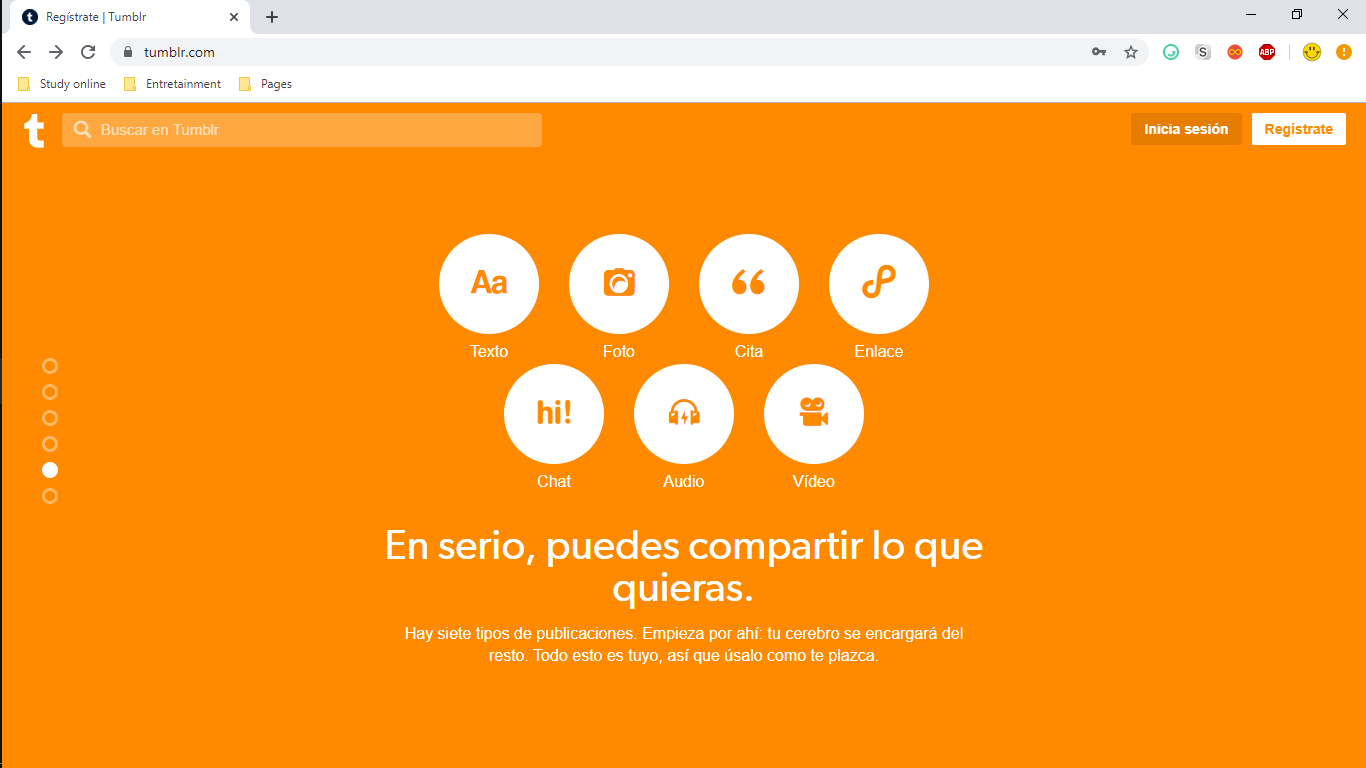 Regístrate | Tumblr
tumblr.com
S
ABP
Study online
Entretainment
Pages
t
Buscar en Tumblr
Inicia sesión
Regístrate
Aa
Texto
Foto
Cita
Enlace
hi!
Chat
Audio
Vídeo
En serio, puedes compartir lo que
quieras.
Hay siete tipos de publicaciones. Empieza por ahí: tu cerebro se encargará del
resto. Todo esto es tuyo, así que úsalo como te plazca.